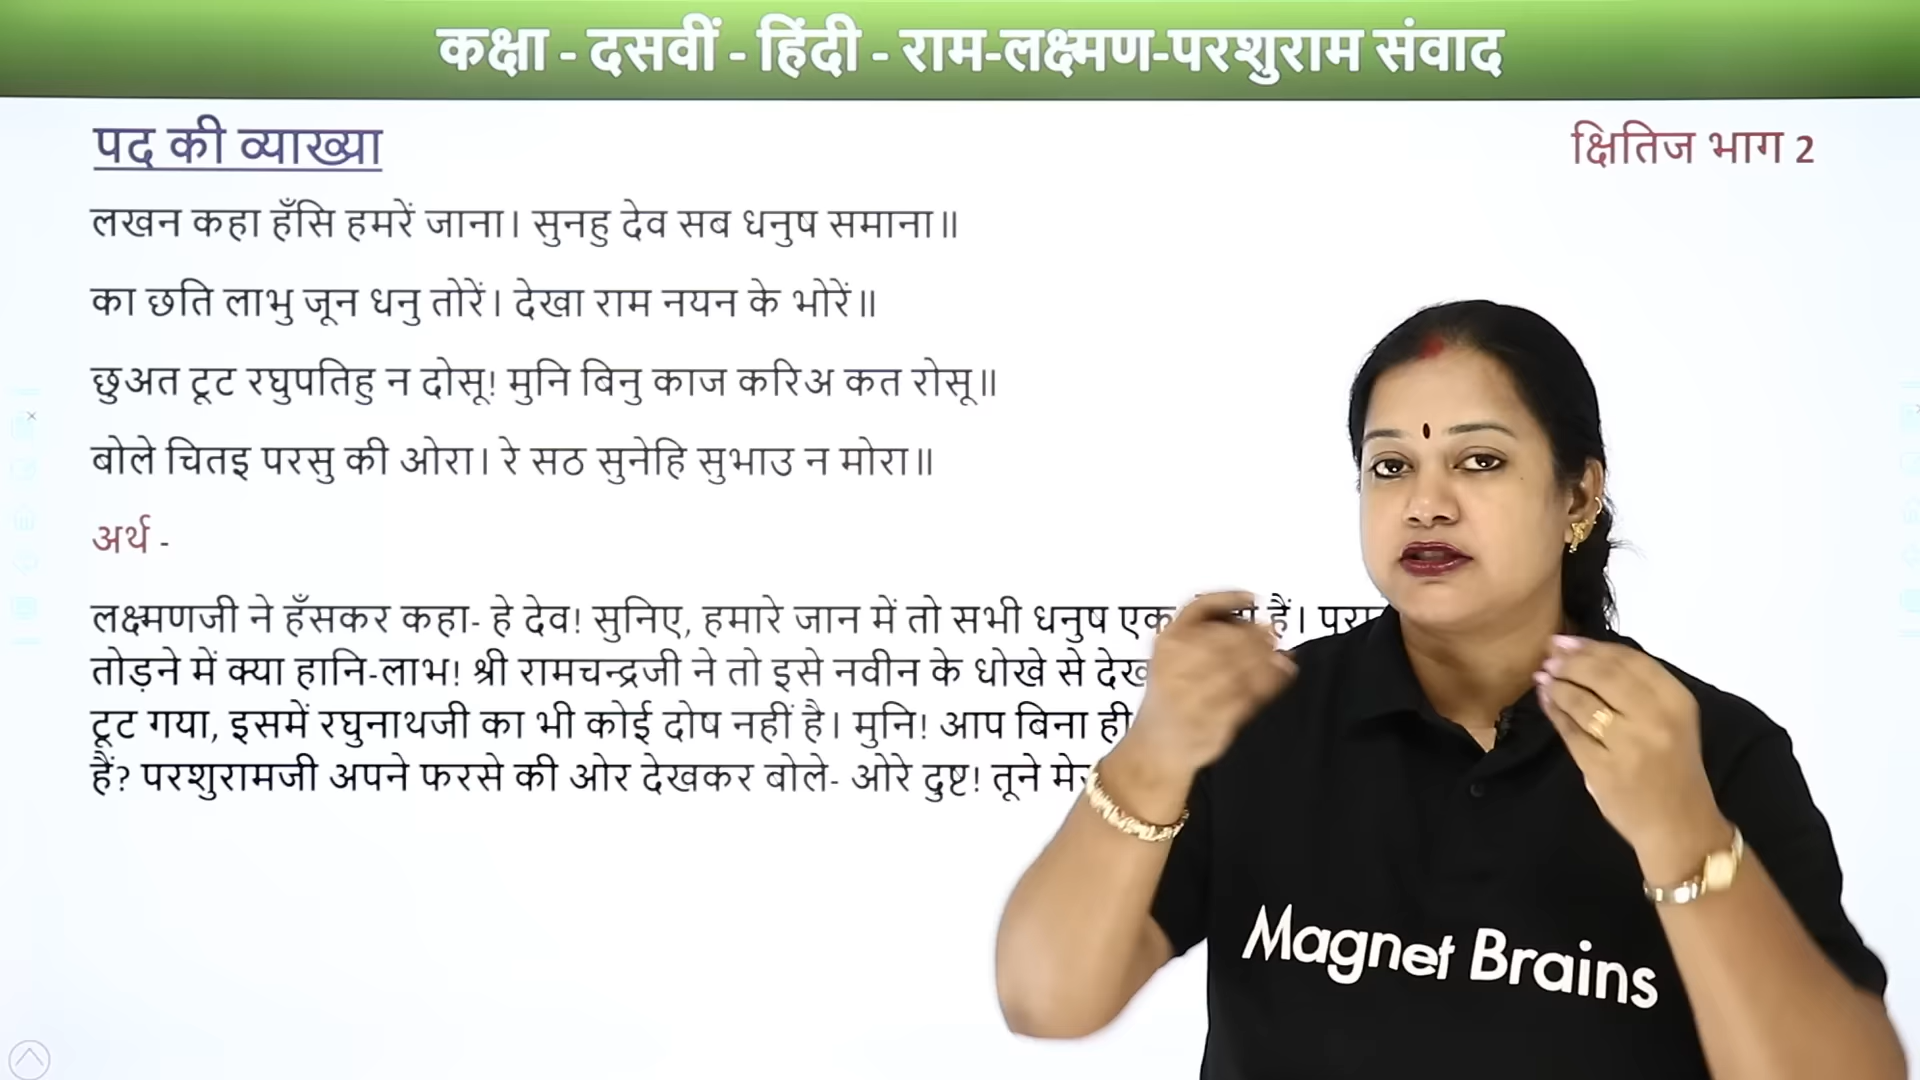 कक्षा - दसवीं - हिंदी - राम-लक्ष्मण-परशुराम संवाद
पद की व्याख्या
क्षितिज भाग 2
लखन कहा हँसि हमरें जाना। सुनहु देव सब धनुष समाना॥
का छति लाभु जून धनु तोरें। देखा राम नयन के भोरें॥
छुअत टूट रघुपतिहु न दोसू! मुनि बिनु काज करिअ कत रोसू॥
बोले चितइ परसु की ओरा। रे सठ सुनेहि सुभाउ न मोरा॥
अर्थ -
लक्ष्मणजी ने हँसकर कहा- हे देव! सुनिए, हमारे जान में तो सभी धनुष एक हैं।
तोड़ने में क्या हानि-लाभ! श्री रामचन्द्रजी ने तो इसे नवीन के धोखे से
टूट गया, इसमें रघुनाथजी का भी कोई दोष नहीं है। मुनि! आप बिना ही
हैं? परशुरामजी अपने फरसे की ओर देखकर बोले- ओरे दुष्ट! तूने
Magnet Brains